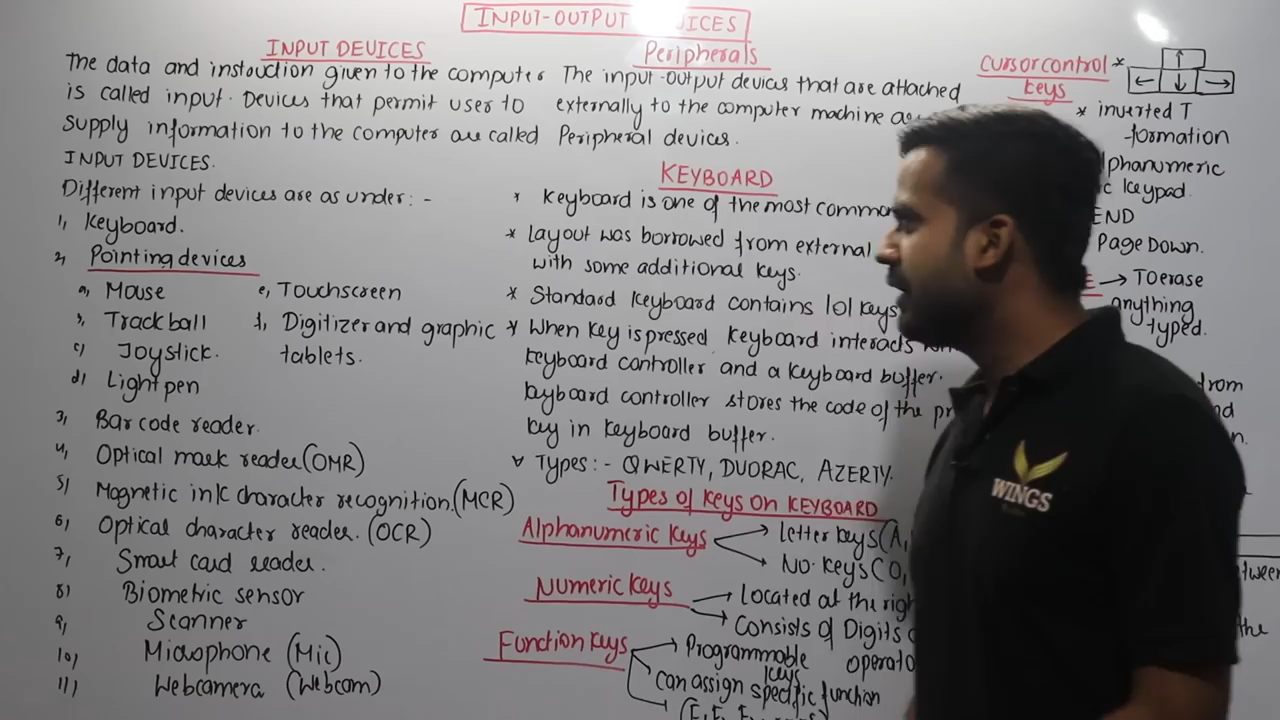 INPUT-OUTPUT DEVICES
INPUT DEVICES
The data and instouction given to the computer
is called input. Devices that permit user to
supply information to the computer are called
INPUT DEVICES.
Different input devices are as under:-
1, Keyboard.
2, Pointing devices
a, Mouse
b, Trackball
c, Joystick.
d, Light pen
e, Touchscreen
f, Digitizer and graphic
tablets.
3, Bar code reader.
4, Optical mark reader (OMR)
5, Magnetic ink character recognition. (MCR)
6, Optical character reader. (OCR)
7, Smart card reader.
8, Biometric sensor
9, Scanner
10, Microphone (Mic)
11, Webcamera (Webcam)
Peripherals
The input-output devices that are attached
externally to the computer machine are
Peripheral devices.
KEYBOARD
* Keyboard is one of the most common
* Layout was borrowed from external
with some additional keys.
* Standard Keyboard contains 101 keys
* When key is pressed keyboard interacts with
keyboard controller and a keyboard buffer.
keyboard controller stores the code of the
key in keyboard buffer.
* Types:- QWERTY, DUORAC, AZERTY.
Types of Keys On KEYBOARD
Alphanumeric Keys → Letter keys (A,
→ No. Keys (0,
Numeric Keys → Located at the
→ Consists of Digits
operato
Function Keys → Programmable
keys
can assign specific function
→ (F, F,
Cursor control *
keys
↑
← ↓ →
* inverted T
formation
lphanumeric
c keypad.
END
Page Down.
E → To erase
anything
typed.
from
tween
the
WINGS